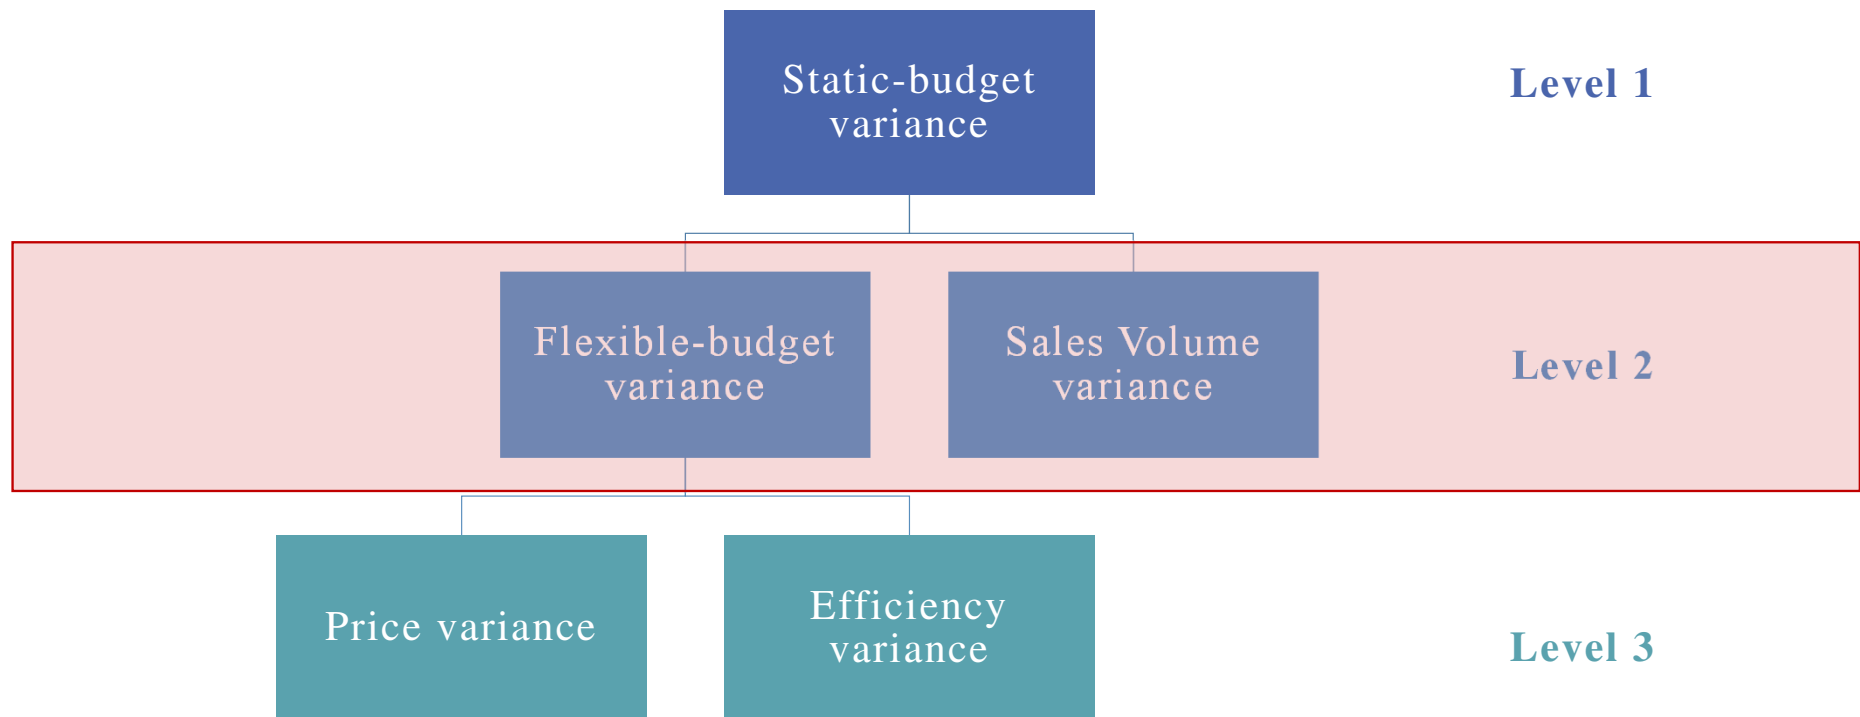 Static-budget
variance
Level 1
Flexible-budget
variance
Sales Volume
variance
Level 2
Price variance
Efficiency
variance
Level 3